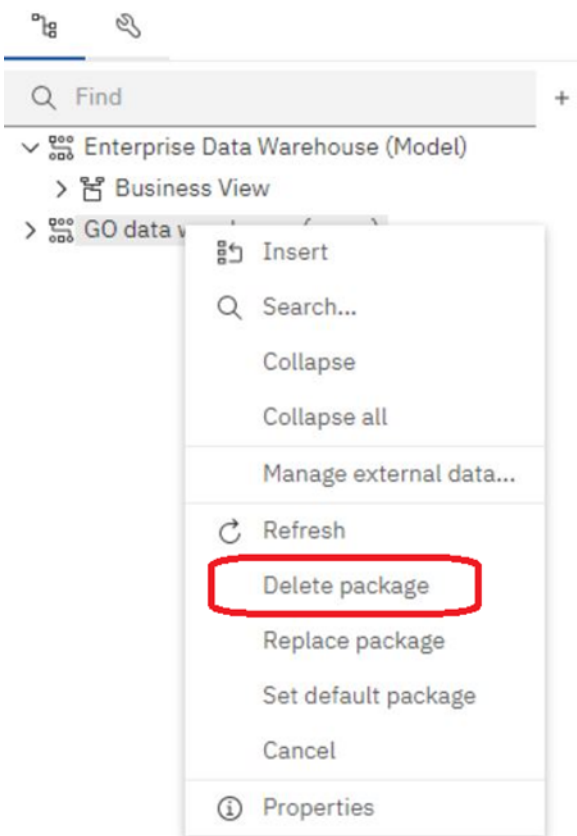 Find
Enterprise Data Warehouse (Model)
Business View
GO data
Insert
Search...
Collapse
Collapse all
Manage external data...
Refresh
Delete package
Replace package
Set default package
Cancel
Properties